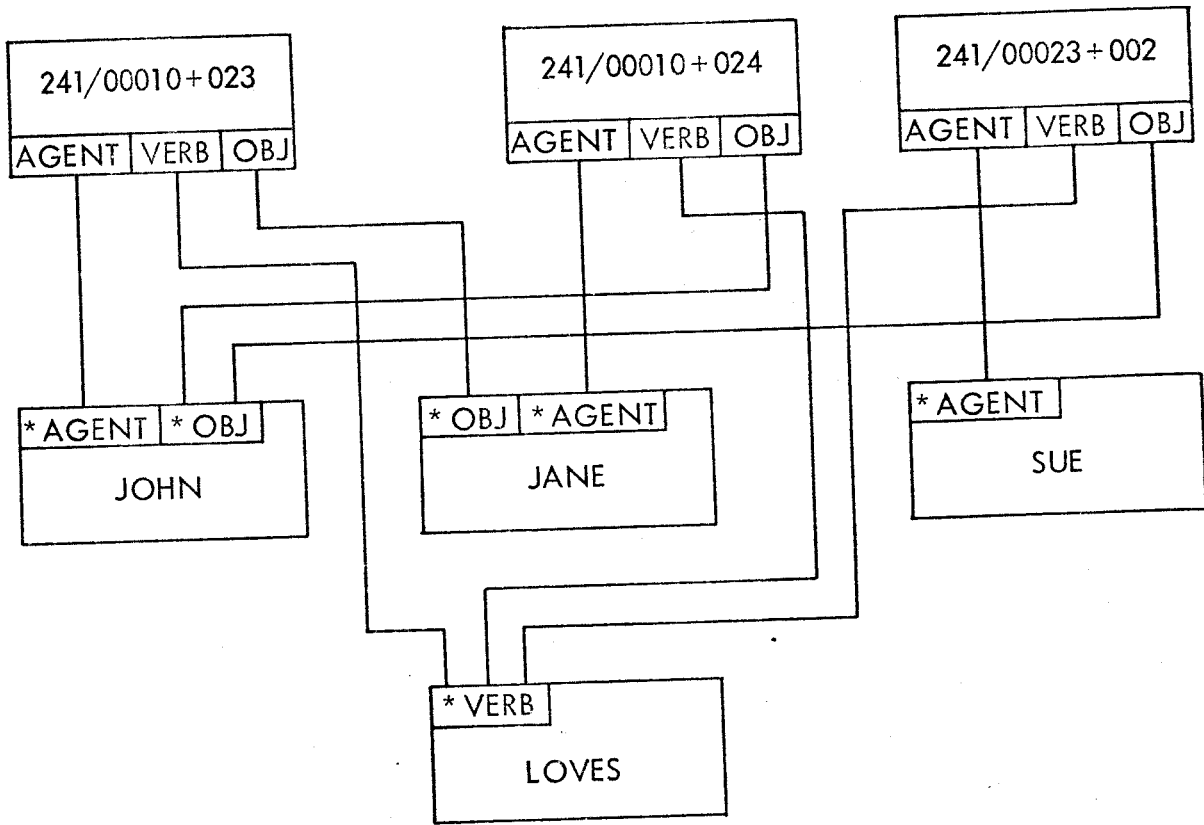 241/00010+023
AGENT VERB OBJ
241/00010+024
AGENT VERB OBJ
241/00023+002
AGENT VERB OBJ
* AGENT * OBJ
JOHN
* OBJ * AGENT
JANE
* AGENT
SUE
* VERB
LOVES